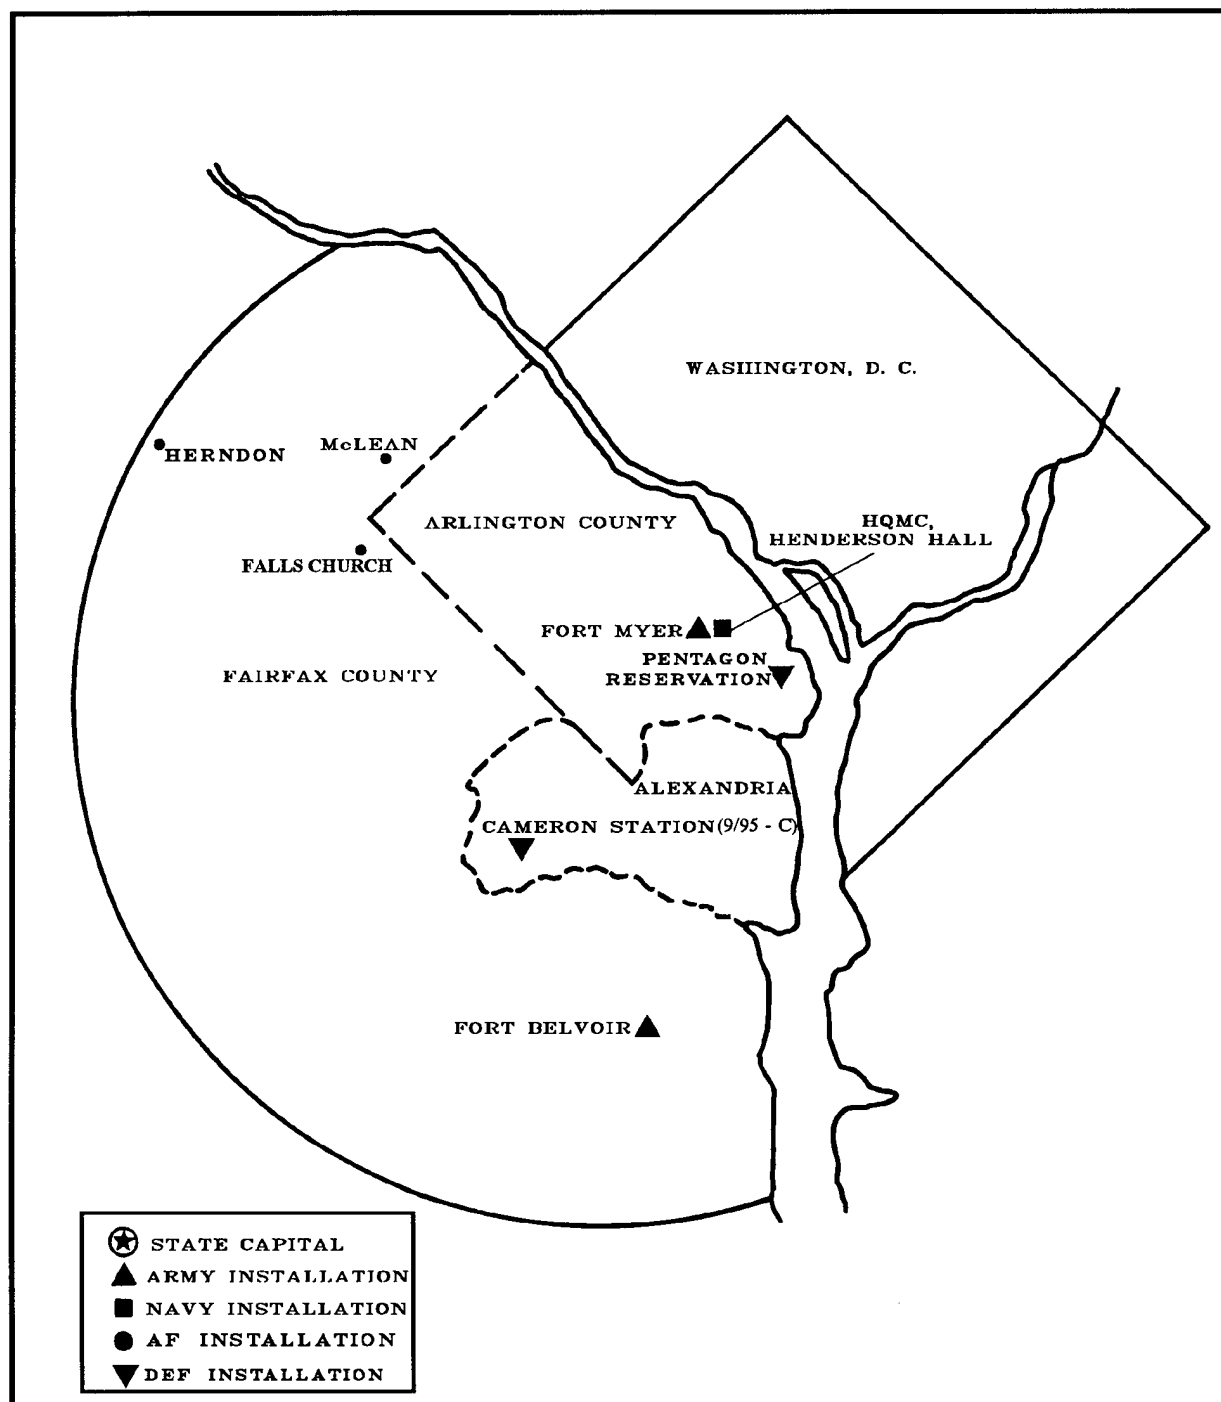 WASHINGTON, D. C.
HERNDON
McLEAN
ARLINGTON COUNTY
HQMC,
HENDERSON HALL
FALLS CHURCH
FORT MYER
PENTAGON
RESERVATION
FAIRFAX COUNTY
ALEXANDRIA
CAMERON STATION (9/95 - C)
FORT BELVOIR
STATE CAPITAL
ARMY INSTALLATION
NAVY INSTALLATION
AF INSTALLATION
DEF INSTALLATION